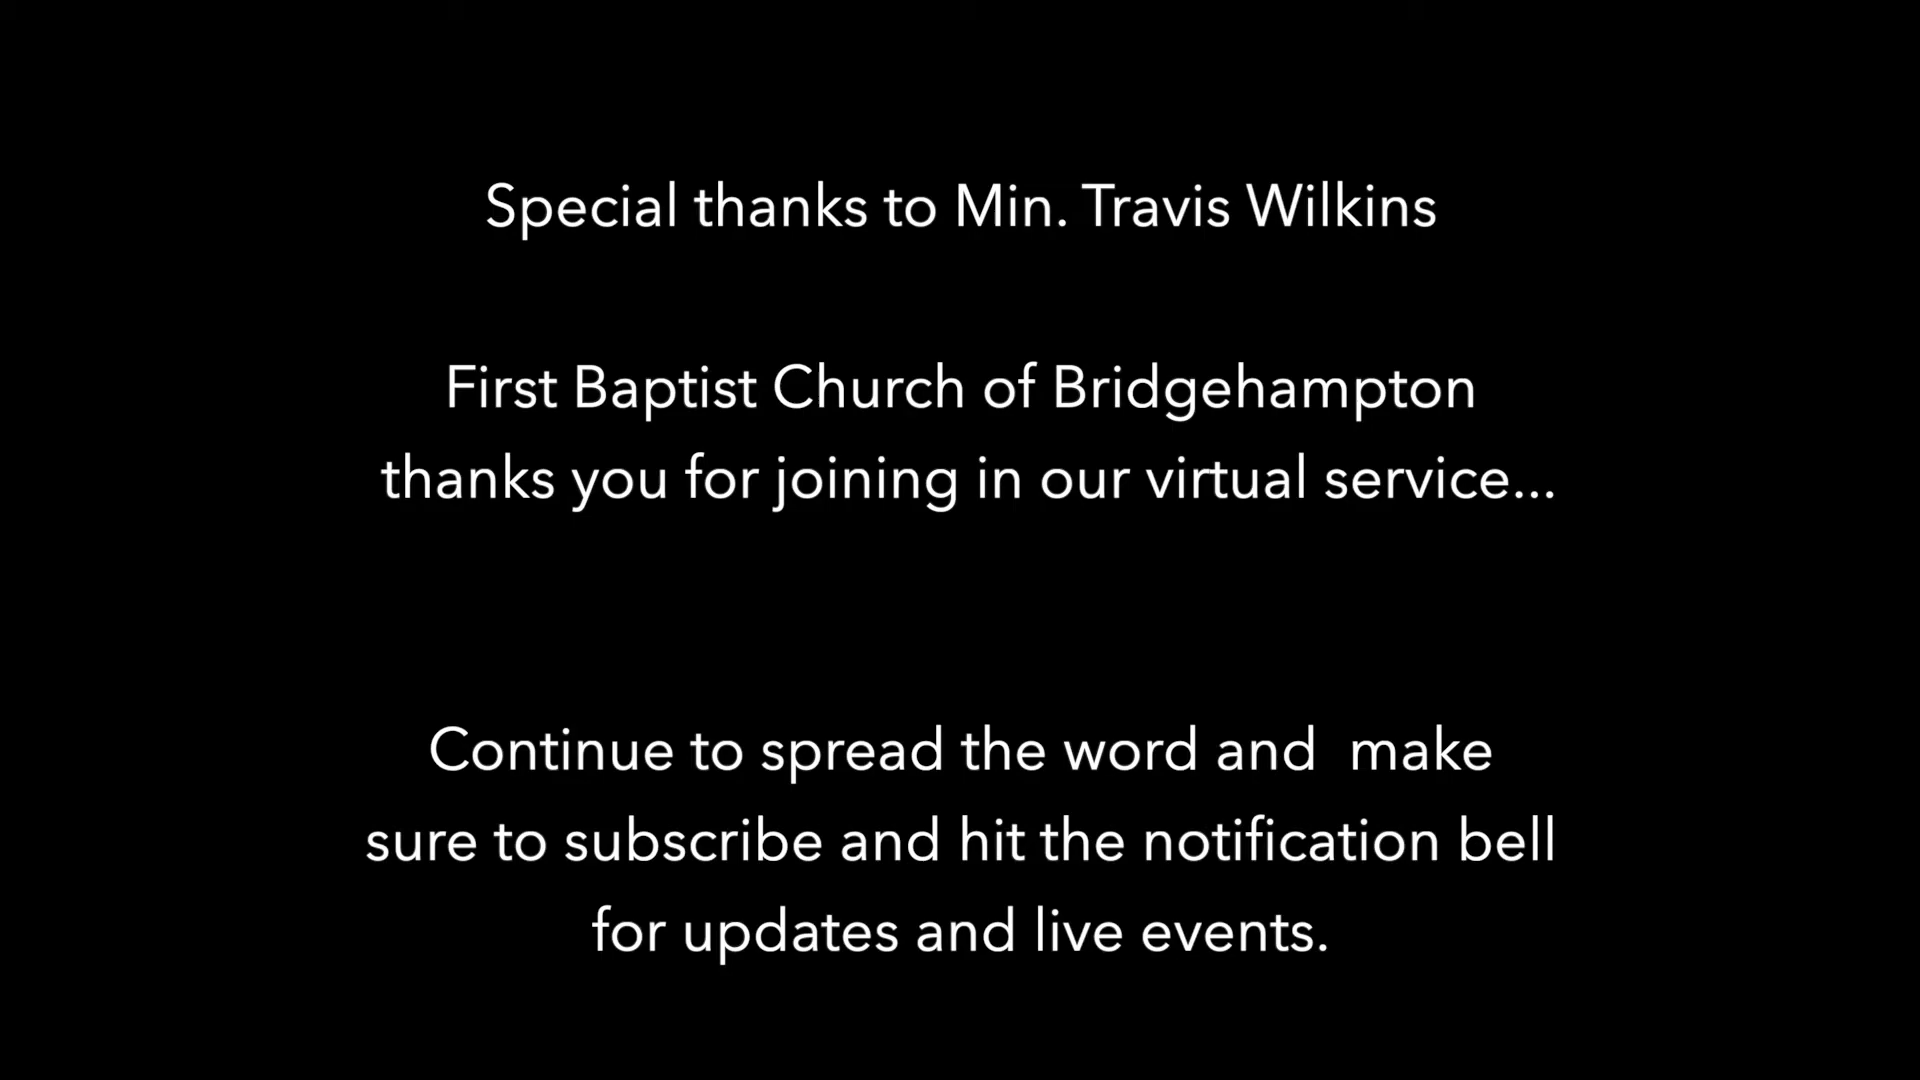 Special thanks to Min. Travis Wilkins
First Baptist Church of Bridgehampton
thanks you for joining in our virtual service...
Continue to spread the word and  make
sure to subscribe and hit the notification bell
for updates and live events.